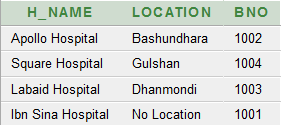 H_NAME LOCATION BNO
Apollo Hospital Bashundhara 1002
Square Hospital Gulshan 1004
Labaid Hospital Dhanmondi 1003
Ibn Sina Hospital No Location 1001